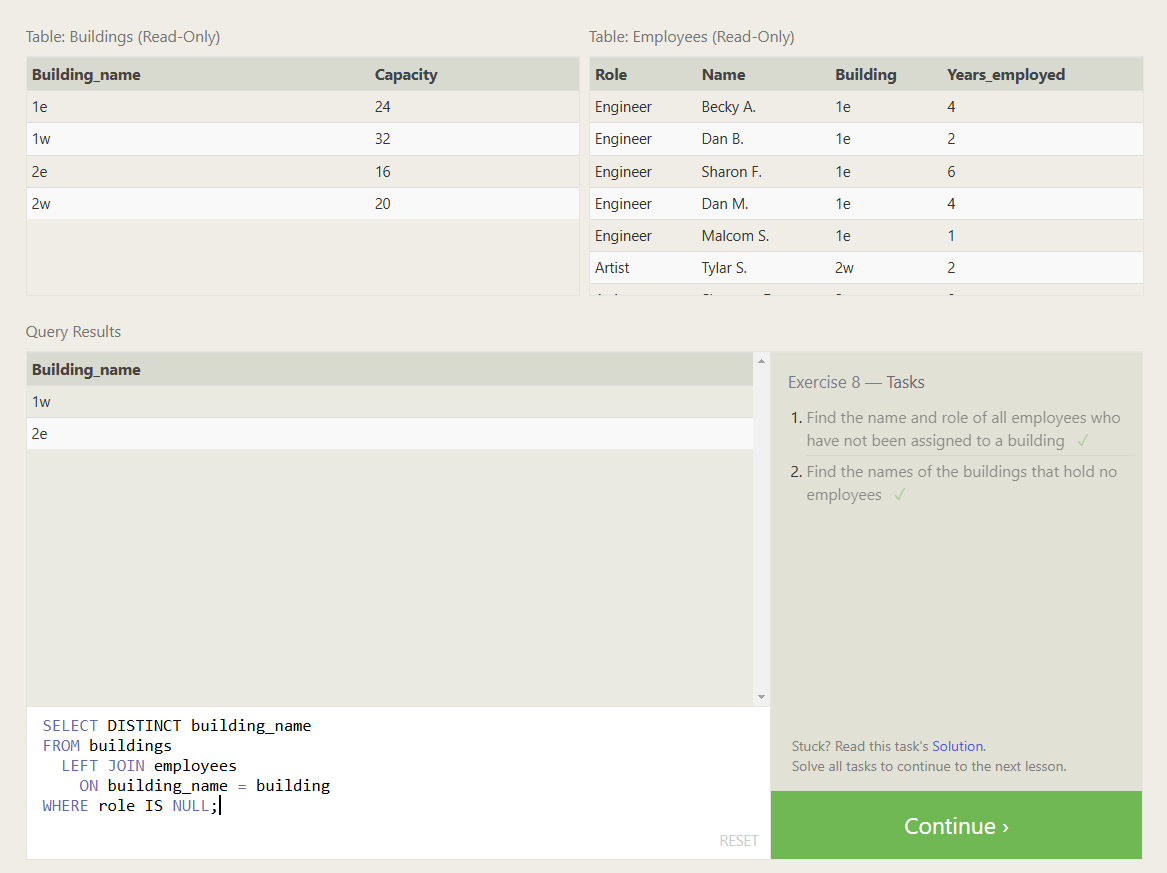 Table: Buildings (Read-Only)
Building_name Capacity
1e 24
1w 32
2e 16
2w 20
Table: Employees (Read-Only)
Role Name Building Years_employed
Engineer Becky A. 1e 4
Engineer Dan B. 1e 2
Engineer Sharon F. 1e 6
Engineer Dan M. 1e 4
Engineer Malcom S. 1e 1
Artist Tylar S. 2w 2
Query Results
Building_name
1w
2e
Exercise 8 — Tasks
1. Find the name and role of all employees who
have not been assigned to a building ✓
2. Find the names of the buildings that hold no
employees ✓
SELECT DISTINCT building_name
FROM buildings
LEFT JOIN employees
ON building_name = building
WHERE role IS NULL;
RESET
Stuck? Read this task's Solution.
Solve all tasks to continue to the next lesson.
Continue ›